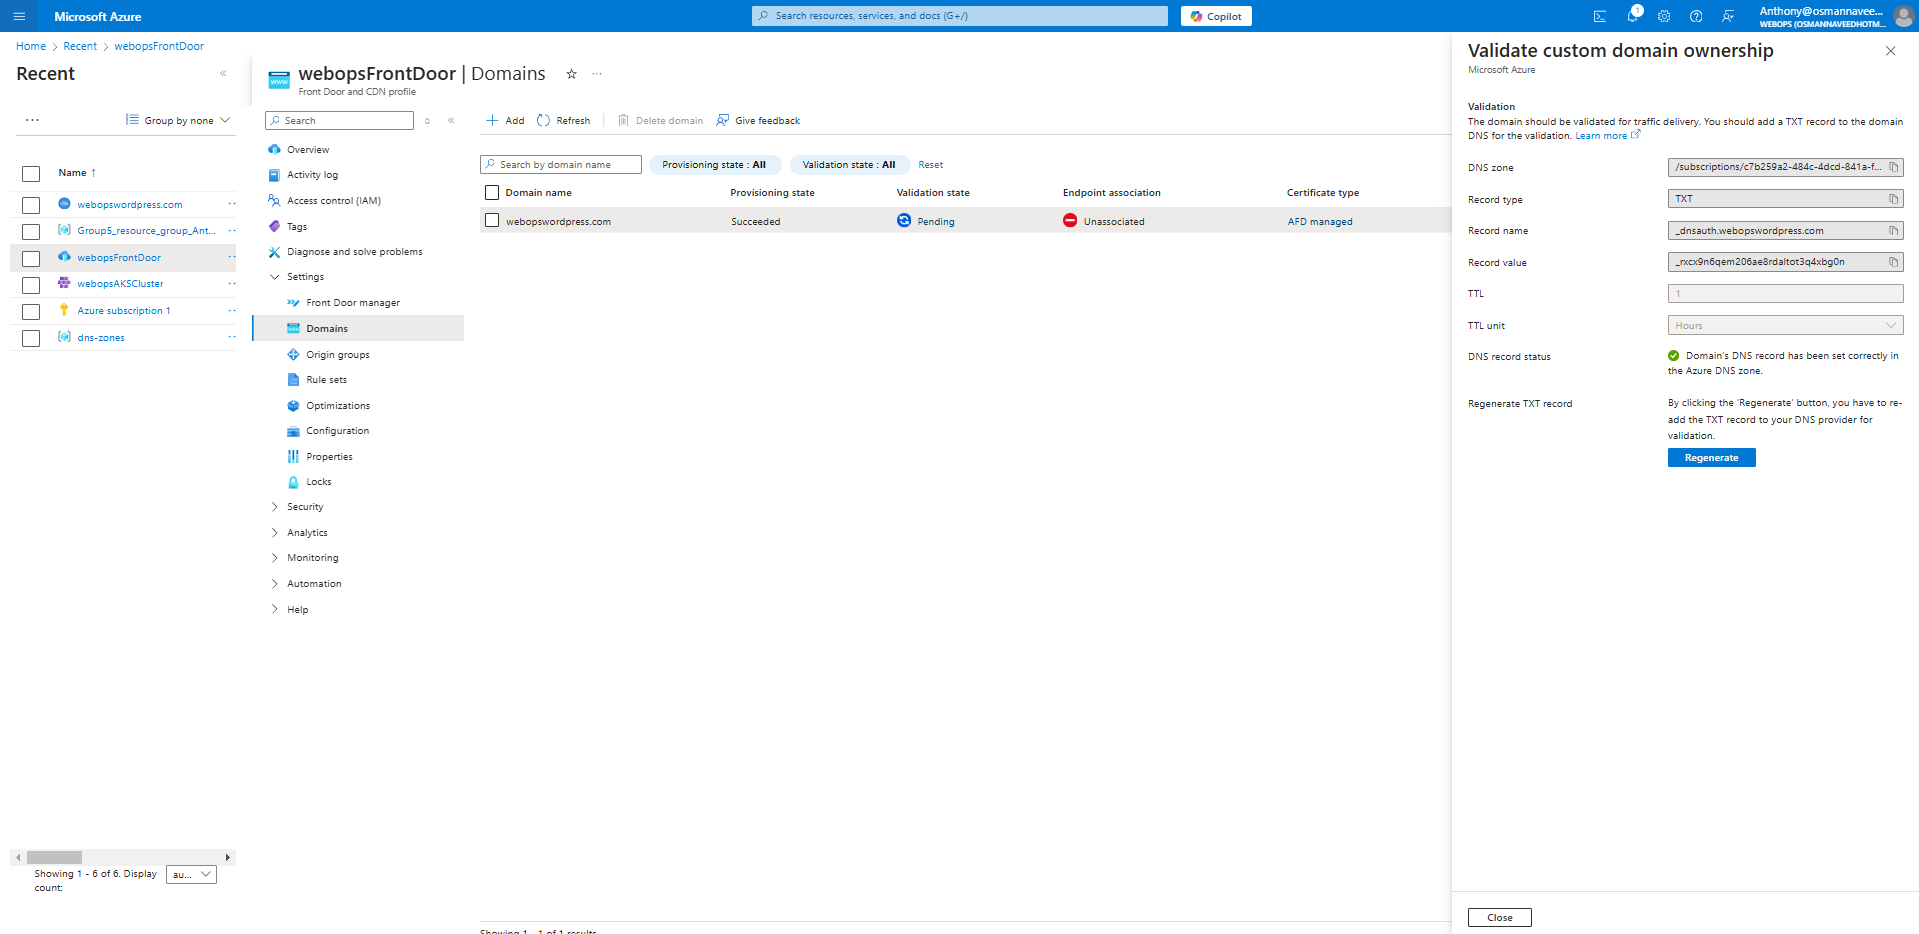 Microsoft Azure
Search resources, services, and docs (G+/)
Copilot
1
Anthony@osmannavee...
WEBOPS (OSMANNAVEEDHOTM...
Home > Recent > webopsFrontDoor
Recent
«
...
Group by none
Name ↑
webopswordpress.com
Group5_resource_group_Ant...
webopsFrontDoor
webopsAKSCluster
Azure subscription 1
dns-zones
Showing 1 - 6 of 6. Display
count:
au...
webopsFrontDoor | Domains
...
Front Door and CDN profile
Search
«
Overview
Activity log
Access control (IAM)
Tags
Diagnose and solve problems
Settings
Front Door manager
Domains
Origin groups
Rule sets
Optimizations
Configuration
Properties
Locks
Security
Analytics
Monitoring
Automation
Help
Add
Refresh
Delete domain
Give feedback
Search by domain name
Provisioning state : All
Validation state : All
Reset
Domain name Provisioning state Validation state Endpoint association Certificate type
webopswordpress.com Succeeded Pending Unassociated AFD managed
Showing 1 - 1 of 1 results
Validate custom domain ownership
Microsoft Azure
Validation
The domain should be validated for traffic delivery. You should add a TXT record to the domain
DNS for the validation. Learn more
DNS zone /subscriptions/c7b259a2-484c-4dcd-841a-f...
Record type TXT
Record name _dnsauth.webopswordpress.com
Record value _rxcx9n6qem206ae8rdaltot3q4xbg0n
TTL 1
TTL unit Hours
DNS record status Domain's DNS record has been set correctly in
the Azure DNS zone.
Regenerate TXT record By clicking the 'Regenerate' button, you have to re-
add the TXT record to your DNS provider for
validation.
Regenerate
Close